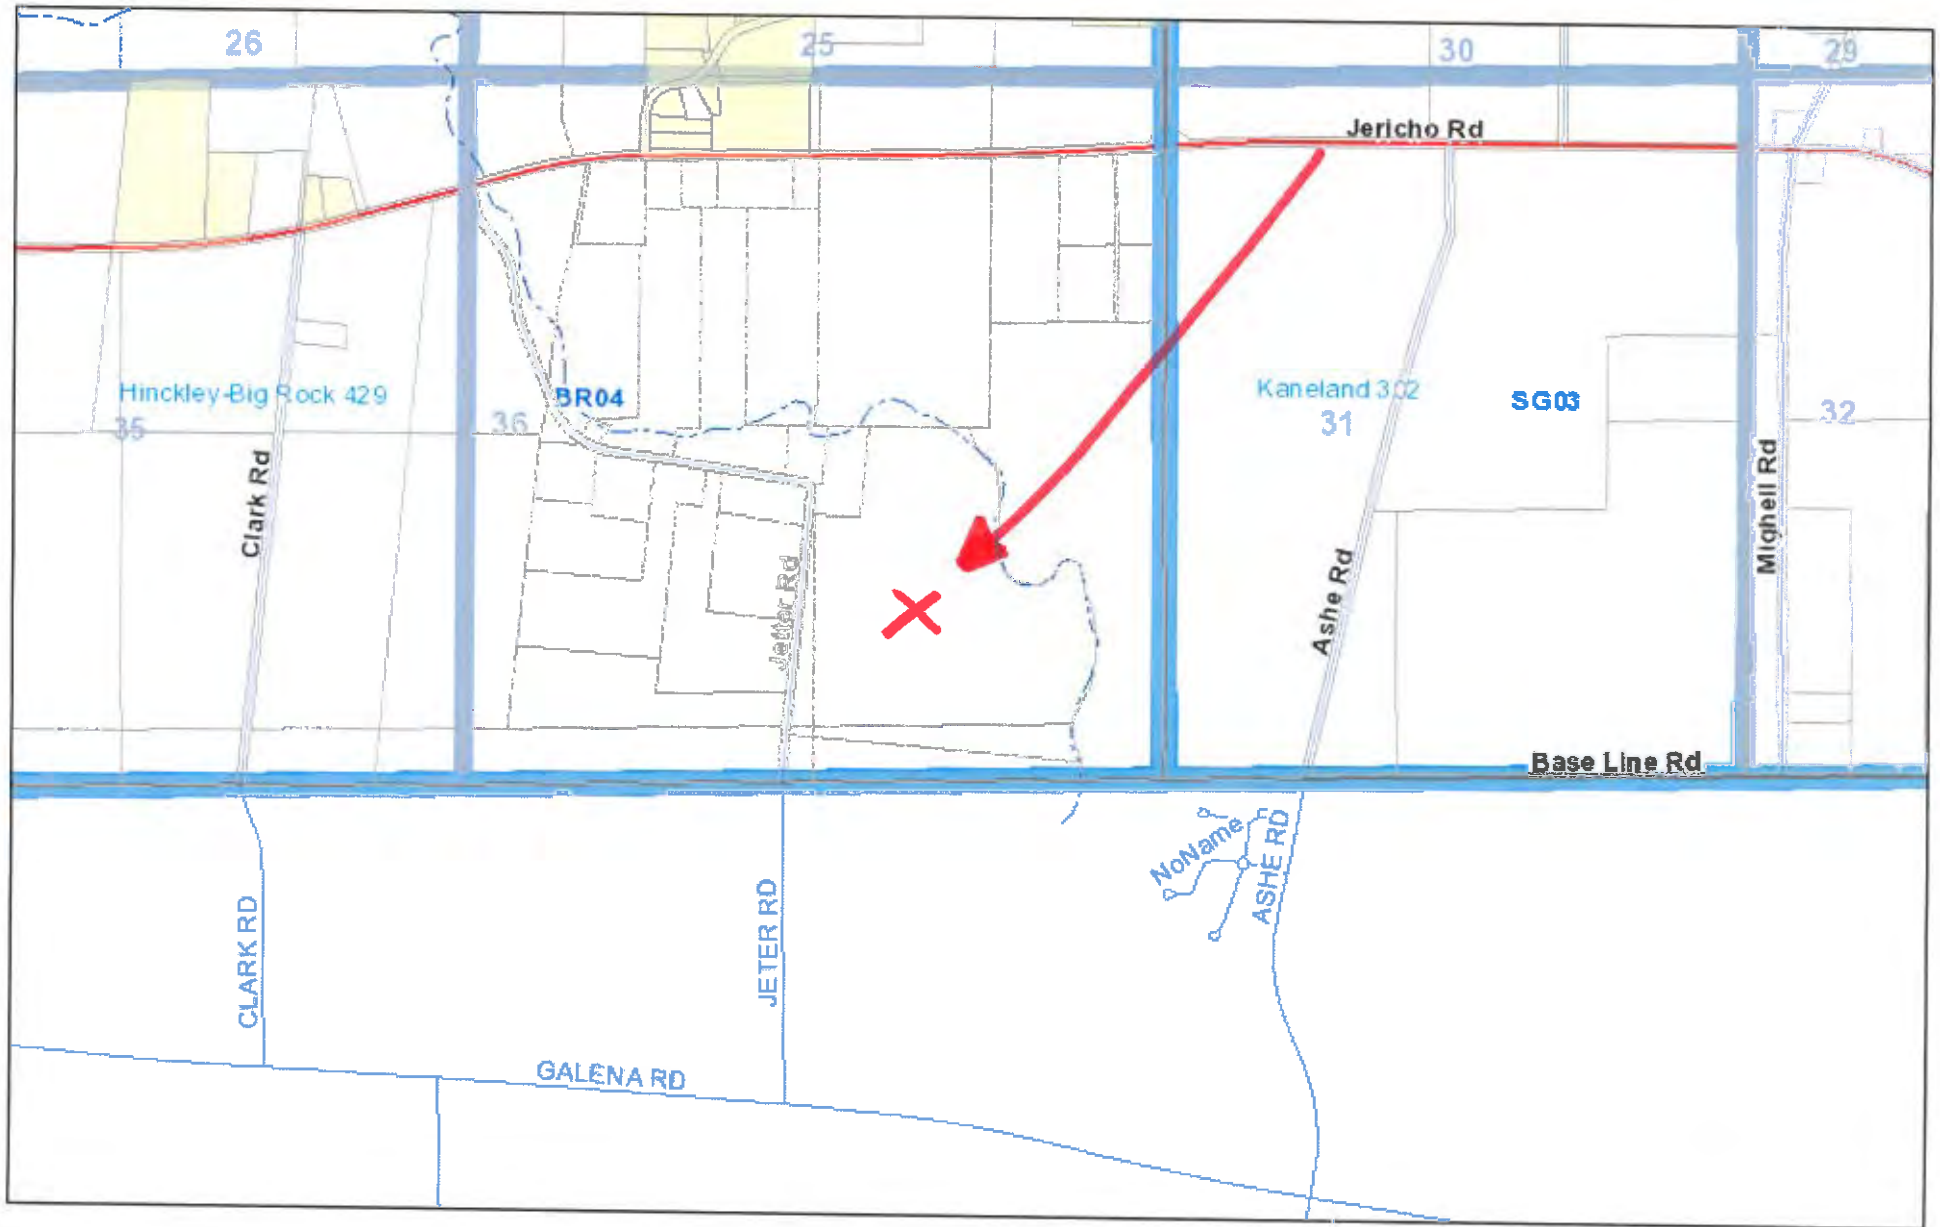 26
25
30
29
Jericho Rd
Hinckley-Big Rock 429
BR04
Kaneland 302
SG03
35
36
31
32
Clark Rd
Jeter Rd
Ashe Rd
Mighell Rd
Base Line Rd
NoName
ASHE RD
CLARK RD
JETER RD
GALENA RD